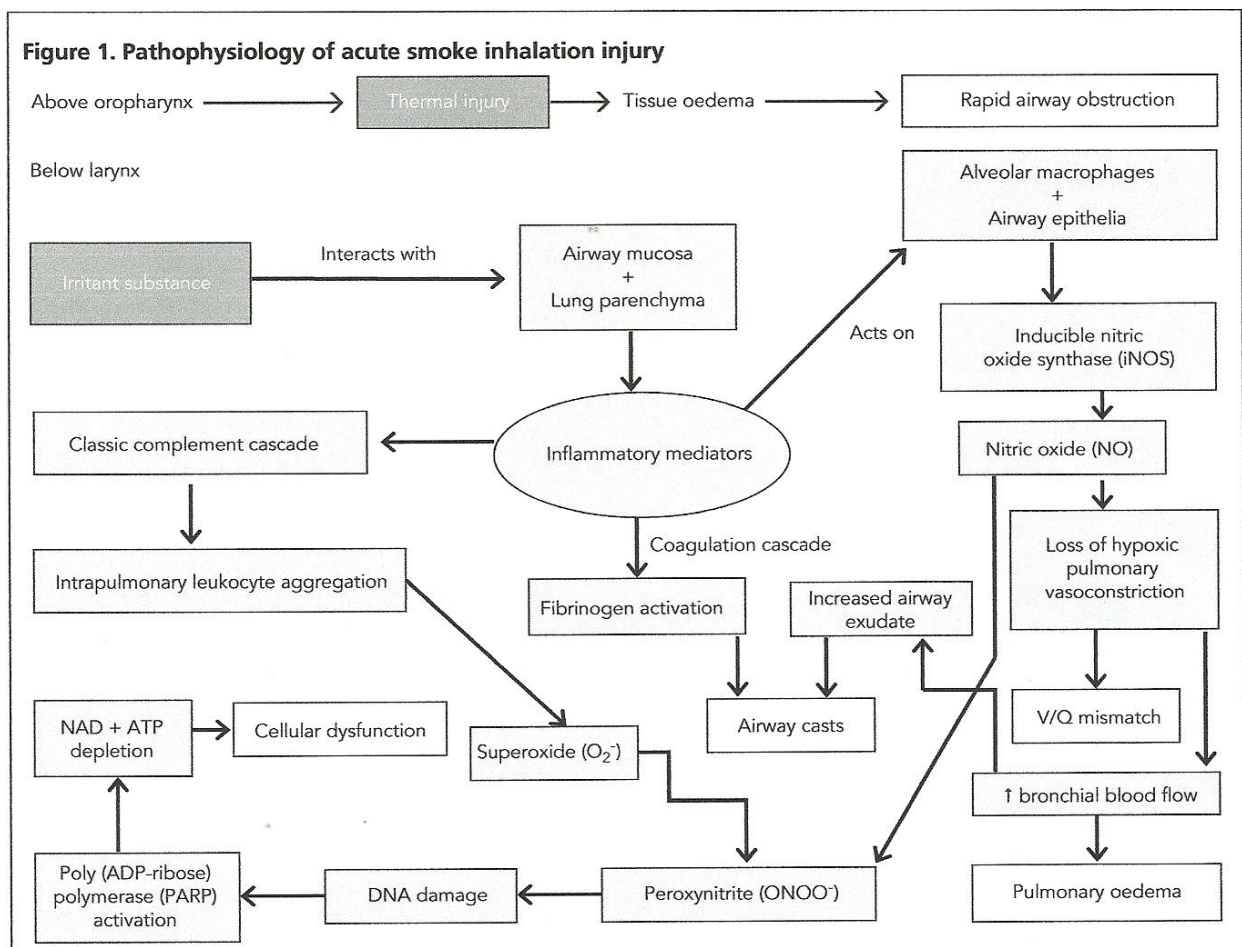 Figure 1. Pathophysiology of acute smoke inhalation injury
Above oropharynx
Thermal injury
Tissue oedema
Rapid airway obstruction
Below larynx
Alveolar macrophages
+
Airway epithelia
Irritant substance
Interacts with
Airway mucosa
+
Lung parenchyma
Acts on
Inducible nitric
oxide synthase (iNOS)
Classic complement cascade
Inflammatory mediators
Nitric oxide (NO)
Coagulation cascade
Loss of hypoxic
pulmonary
vasoconstriction
Intrapulmonary leukocyte aggregation
Fibrinogen activation
Increased airway
exudate
NAD + ATP
depletion
Cellular dysfunction
Superoxide (O₂⁻)
Airway casts
V/Q mismatch
↑ bronchial blood flow
Poly (ADP-ribose)
polymerase (PARP)
activation
DNA damage
Peroxynitrite (ONOO⁻)
Pulmonary oedema